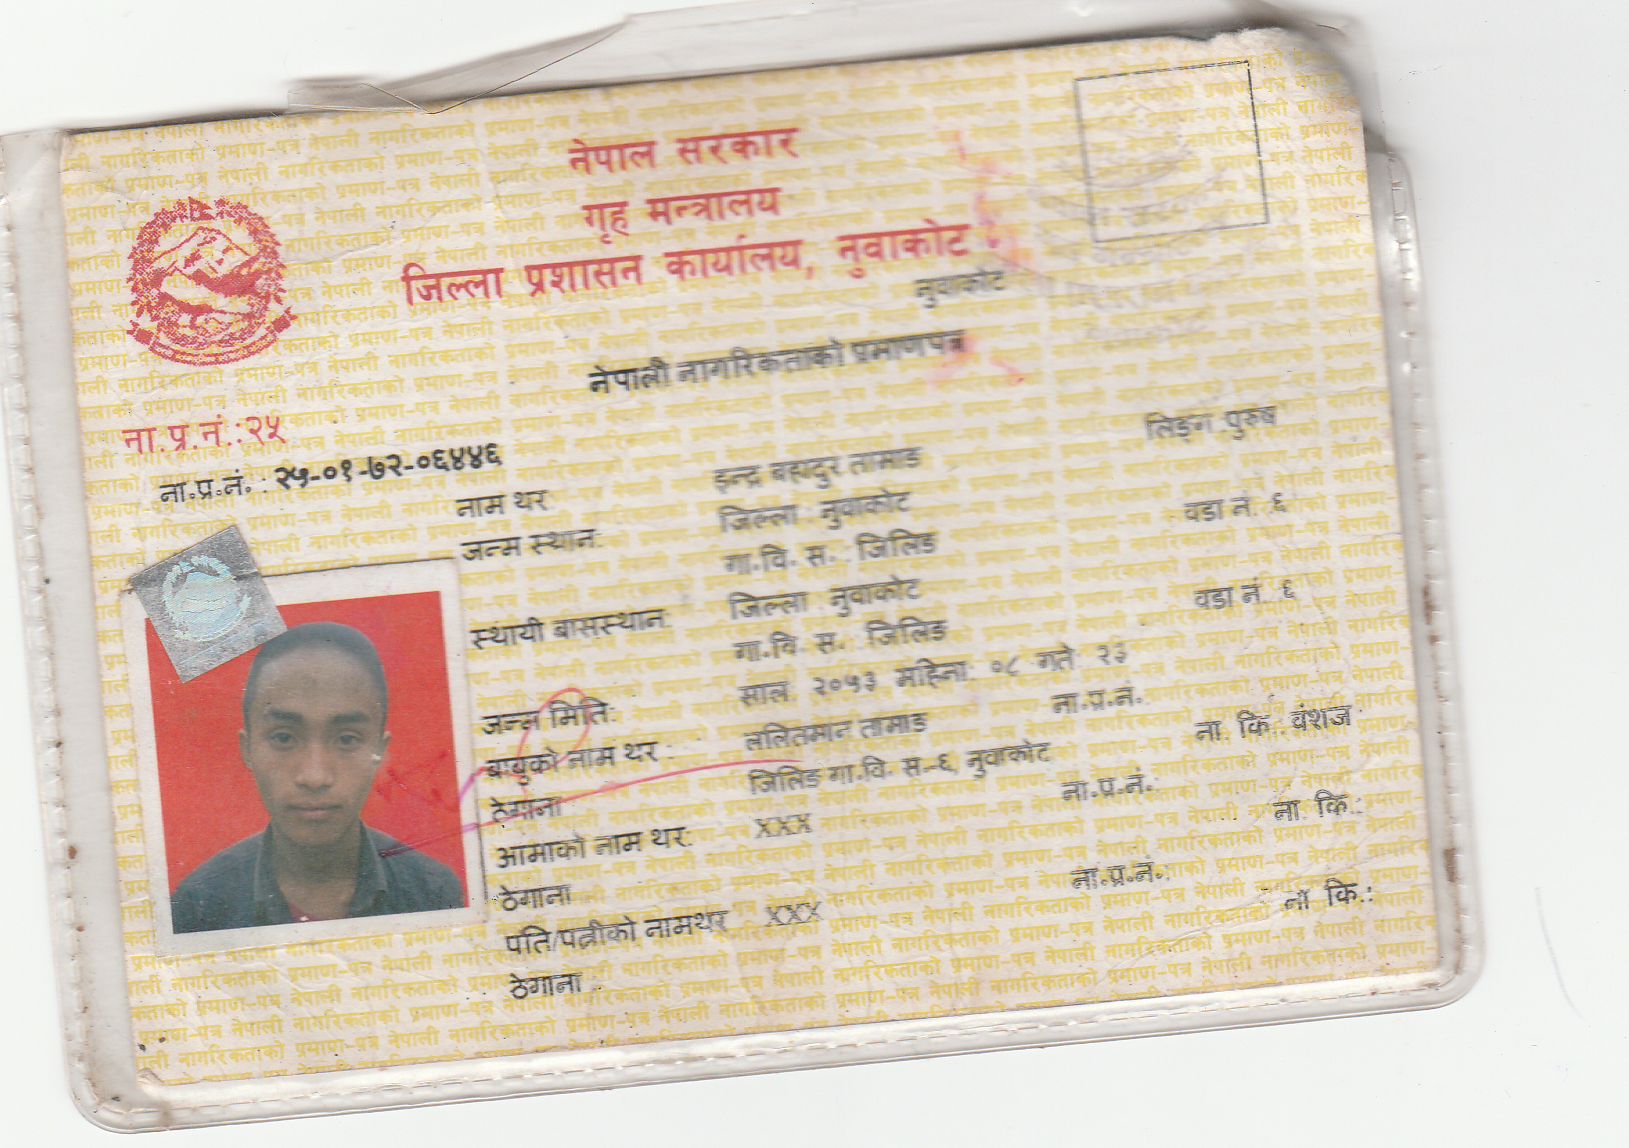 नेपाल सरकार
गृह मन्त्रालय
जिल्ला प्रशासन कार्यालय, नुवाकोट
नुवाकोट
नेपाली नागरिकताको प्रमाणपत्र
ना.प्र.नं.:२५
ना.प्र.नं. : २५-०१-७२-०६४४६
लिङ्ग पुरुष
नाम थर इन्द्र बहादुर तामाङ
जन्म स्थान: जिल्ला : नुवाकोट
गा.वि. स. : जिलिङ वडा नं. ६
स्थायी बासस्थान: जिल्ला : नुवाकोट
गा.वि. स. : जिलिङ वडा नं. ६
जन्म मिति: साल: २०५३ महिना: ०८ गते २३
बाबुको नाम थर : ललितमान तामाङ ना.प्र.नं.
ठेगाना जिलिङ गा.वि. स.-६, नुवाकोट ना. कि.: वंशज
आमाको नाम थर: XXX ना.प्र.नं.:
ठेगाना ना. कि.:
पति/पत्नीको नामथर XXX ना.प्र.नं.:
ठेगाना ना. कि.: